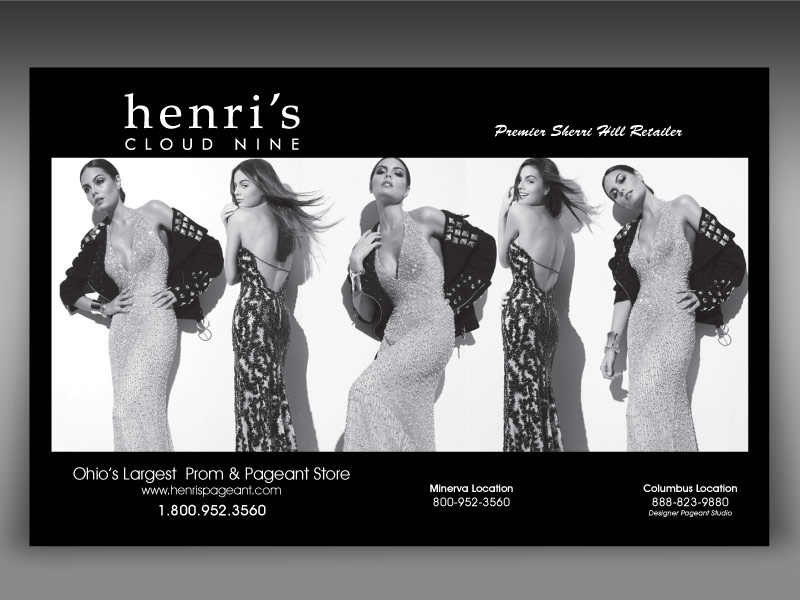 henri's
CLOUD NINE
Premier Sherri Hill Retailer
Ohio's Largest Prom & Pageant Store
www.henrispageant.com
1.800.952.3560
Minerva Location
800-952-3560
Columbus Location
888-823-9880
Designer Pageant Studio